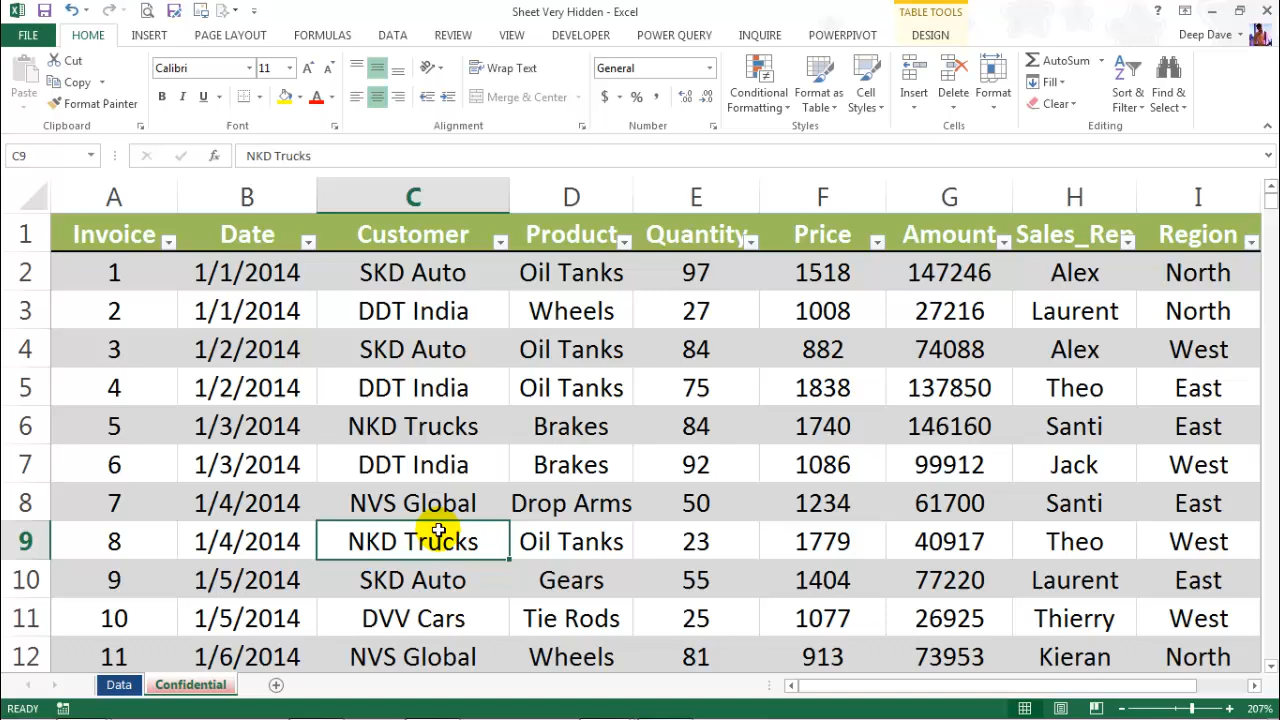 Sheet Very Hidden - Excel
TABLE TOOLS
FILE HOME INSERT PAGE LAYOUT FORMULAS DATA REVIEW VIEW DEVELOPER POWER QUERY INQUIRE POWERPIVOT DESIGN Deep Dave
Cut
Copy
Format Painter
Paste
Clipboard
Calibri 11
B I U
Font
Wrap Text
Merge & Center
Alignment
General
$ % ,
Number
Conditional Formatting
Format as Table
Cell Styles
Styles
Insert Delete Format
Cells
AutoSum
Fill
Clear
Sort & Filter
Find & Select
Editing
C9 fx NKD Trucks
A B C D E F G H I
1 Invoice Date Customer Product Quantity Price Amount Sales_Rep Region
2 1 1/1/2014 SKD Auto Oil Tanks 97 1518 147246 Alex North
3 2 1/1/2014 DDT India Wheels 27 1008 27216 Laurent North
4 3 1/2/2014 SKD Auto Oil Tanks 84 882 74088 Alex West
5 4 1/2/2014 DDT India Oil Tanks 75 1838 137850 Theo East
6 5 1/3/2014 NKD Trucks Brakes 84 1740 146160 Santi East
7 6 1/3/2014 DDT India Brakes 92 1086 99912 Jack West
8 7 1/4/2014 NVS Global Drop Arms 50 1234 61700 Santi East
9 8 1/4/2014 NKD Trucks Oil Tanks 23 1779 40917 Theo West
10 9 1/5/2014 SKD Auto Gears 55 1404 77220 Laurent East
11 10 1/5/2014 DVV Cars Tie Rods 25 1077 26925 Thierry West
12 11 1/6/2014 NVS Global Wheels 81 913 73953 Kieran North
Data Confidential
READY 207%